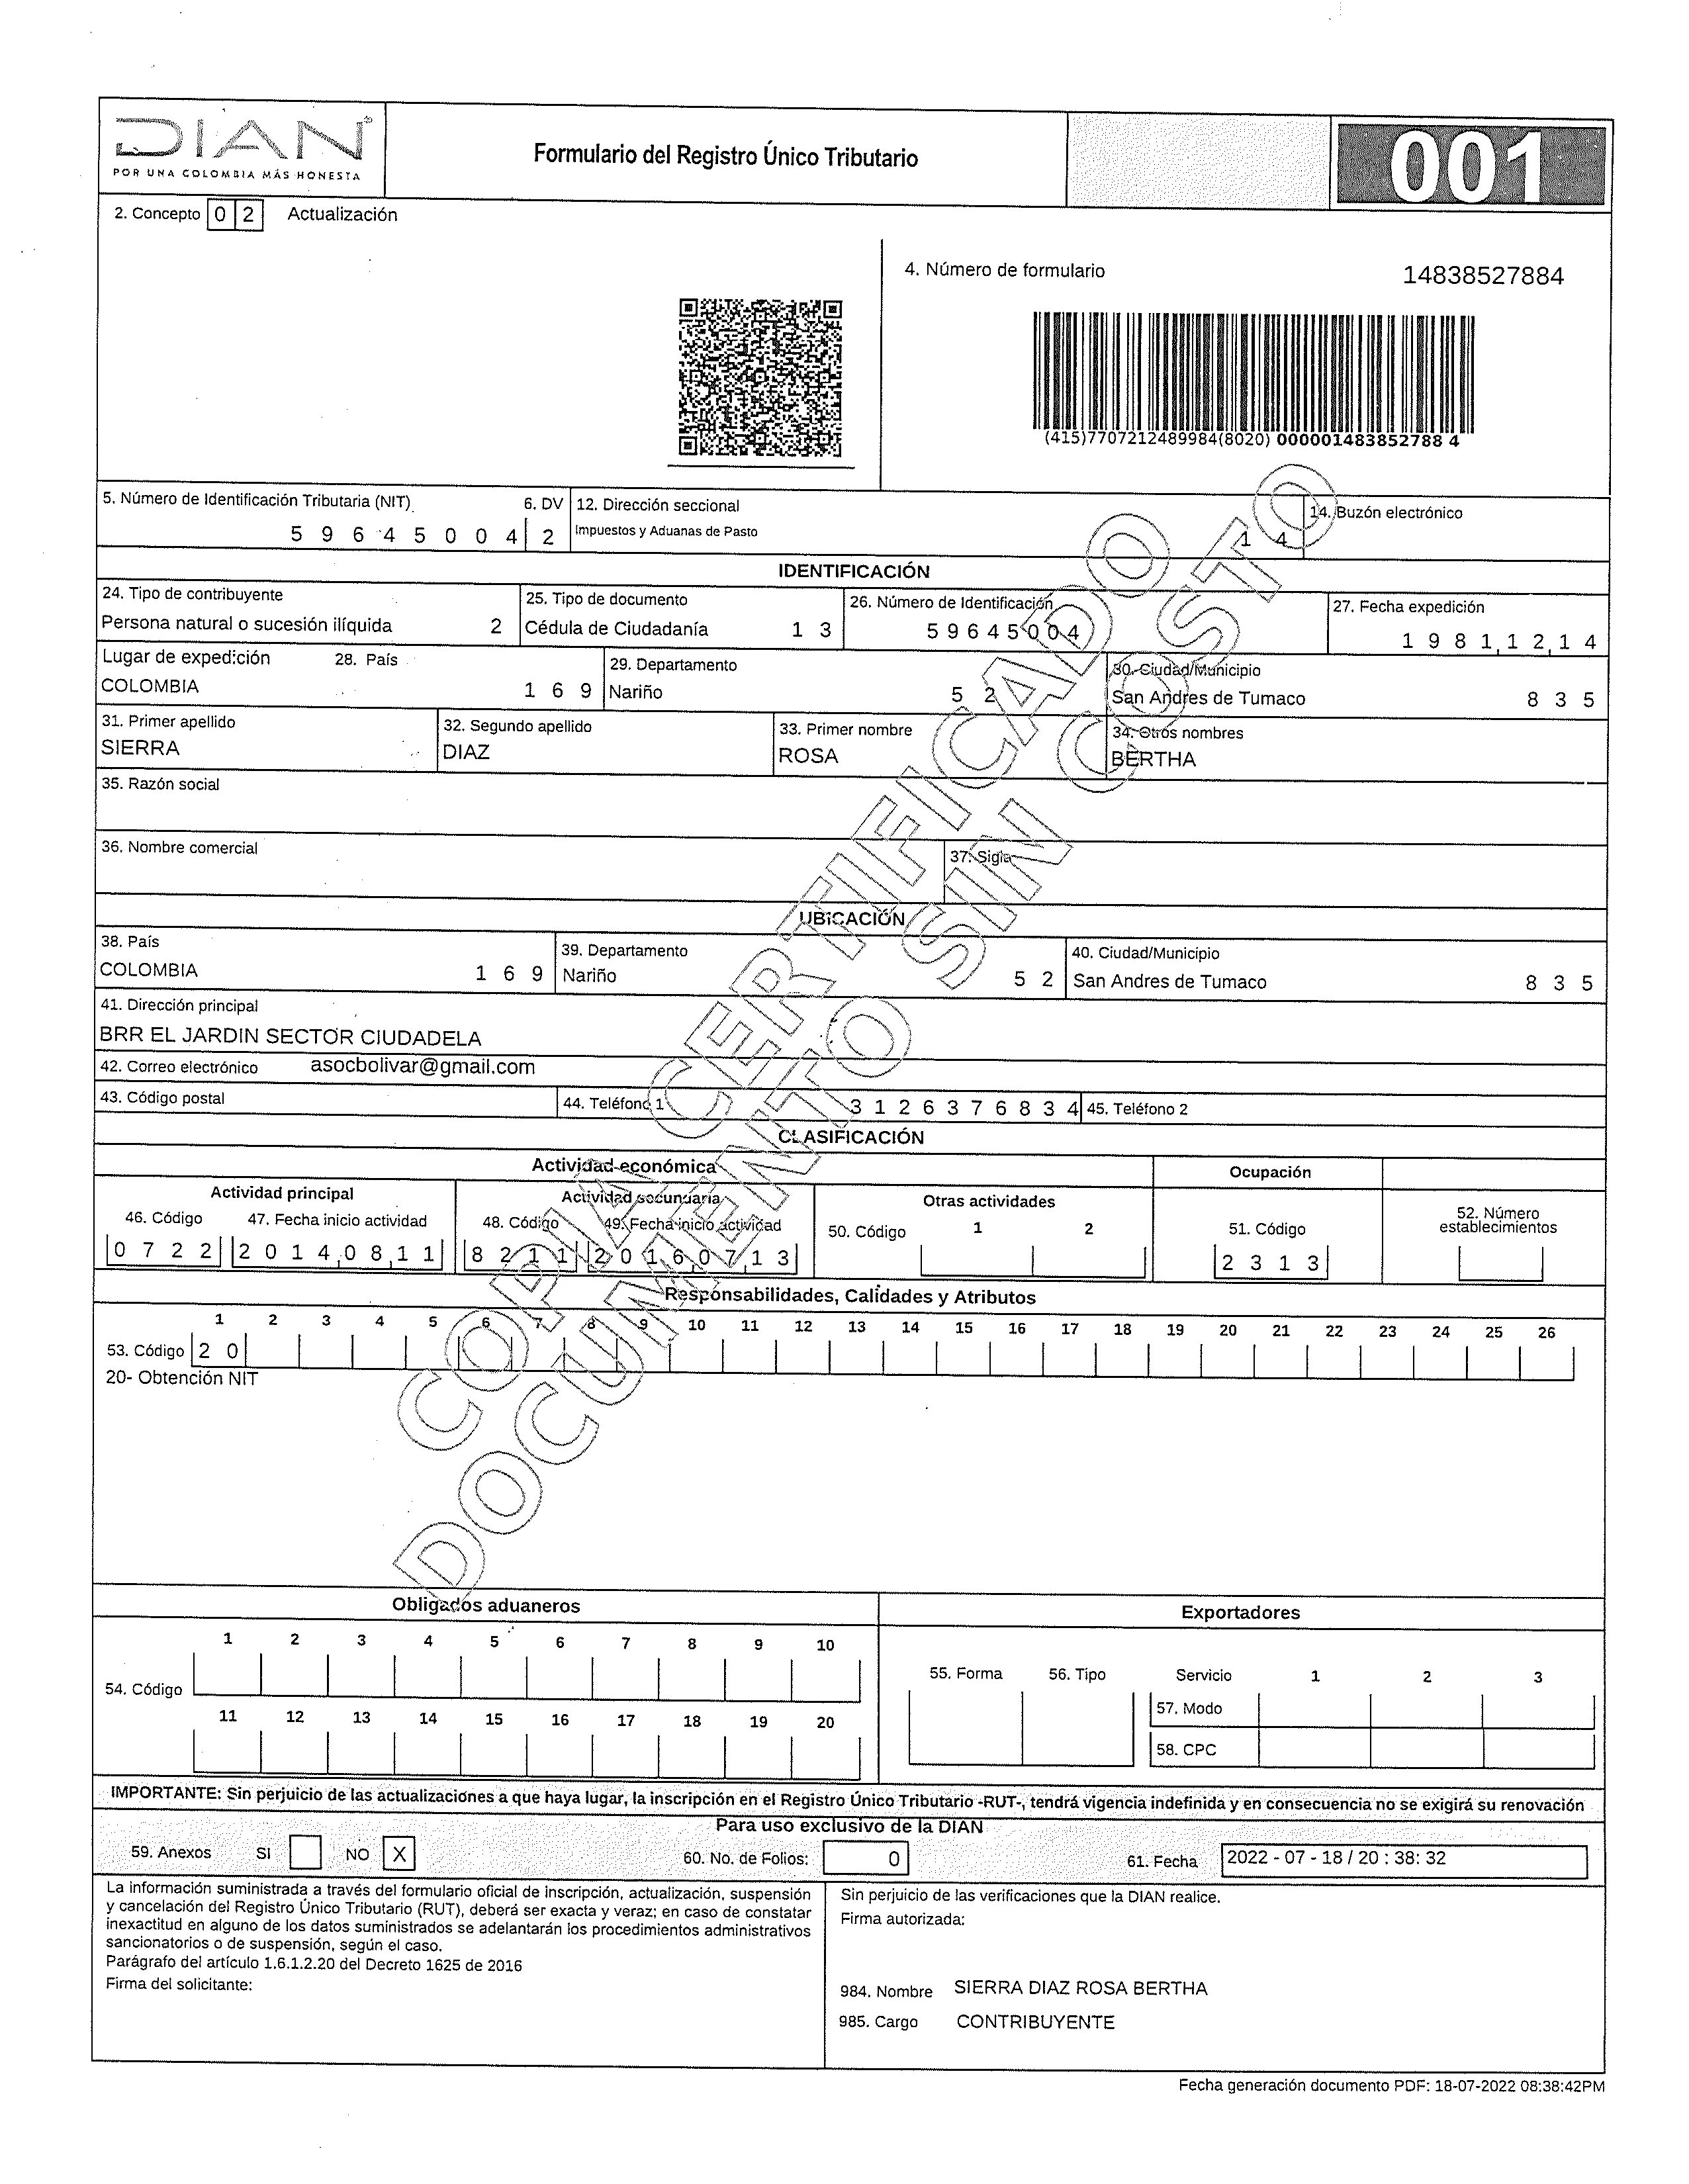 DIAN®
POR UNA COLOMBIA MÁS HONESTA
Formulario del Registro Único Tributario
001
2. Concepto 0 2 Actualización
4. Número de formulario 14838527884
(415)7707212489984(8020) 000001483852788 4
5. Número de Identificación Tributaria (NIT) 6. DV 12. Dirección seccional 14. Buzón electrónico
5 9 6 4 5 0 0 4 2 Impuestos y Aduanas de Pasto 1 4
IDENTIFICACIÓN
24. Tipo de contribuyente 25. Tipo de documento 26. Número de Identificación 27. Fecha expedición
Persona natural o sucesión ilíquida 2 Cédula de Ciudadanía 1 3 5 9 6 4 5 0 0 4 1 9 8 1 1 2 1 4
Lugar de expedición 28. País 29. Departamento 30. Ciudad/Municipio
COLOMBIA 1 6 9 Nariño 5 2 San Andres de Tumaco 8 3 5
31. Primer apellido 32. Segundo apellido 33. Primer nombre 34. Otros nombres
SIERRA DIAZ ROSA BERTHA
35. Razón social
36. Nombre comercial 37. Sigla
UBICACIÓN
38. País 39. Departamento 40. Ciudad/Municipio
COLOMBIA 1 6 9 Nariño 5 2 San Andres de Tumaco 8 3 5
41. Dirección principal
BRR EL JARDIN SECTOR CIUDADELA
42. Correo electrónico asocbolivar@gmail.com
43. Código postal 44. Teléfono 1 3 1 2 6 3 7 6 8 3 4 45. Teléfono 2
CLASIFICACIÓN
Actividad económica Ocupación
Actividad principal Actividad secundaria Otras actividades 52. Número establecimientos
46. Código 47. Fecha inicio actividad 48. Código 49. Fecha inicio actividad 50. Código 1 2 51. Código
0 7 2 2 2 0 1 4 0 8 1 1 8 2 1 1 2 0 1 6 0 7 1 3 2 3 1 3
Responsabilidades, Calidades y Atributos
1 2 3 4 5 6 7 8 9 10 11 12 13 14 15 16 17 18 19 20 21 22 23 24 25 26
53. Código 2 0
20- Obtención NIT
COPIA CERTIFICADO
DOCUMENTO SIN COSTO
Obligados aduaneros Exportadores
1 2 3 4 5 6 7 8 9 10
54. Código
11 12 13 14 15 16 17 18 19 20
55. Forma 56. Tipo Servicio 1 2 3
57. Modo
58. CPC
IMPORTANTE: Sin perjuicio de las actualizaciones a que haya lugar, la inscripción en el Registro Único Tributario -RUT-, tendrá vigencia indefinida y en consecuencia no se exigirá su renovación
Para uso exclusivo de la DIAN
59. Anexos SI NO X 60. No. de Folios: 0 61. Fecha 2022 - 07 - 18 / 20 : 38: 32
La información suministrada a través del formulario oficial de inscripción, actualización, suspensión
y cancelación del Registro Único Tributario (RUT), deberá ser exacta y veraz; en caso de constatar
inexactitud en alguno de los datos suministrados se adelantarán los procedimientos administrativos
sancionatorios o de suspensión, según el caso.
Parágrafo del artículo 1.6.1.2.20 del Decreto 1625 de 2016
Firma del solicitante:
Sin perjuicio de las verificaciones que la DIAN realice.
Firma autorizada:
984. Nombre SIERRA DIAZ ROSA BERTHA
985. Cargo CONTRIBUYENTE
Fecha generación documento PDF: 18-07-2022 08:38:42PM